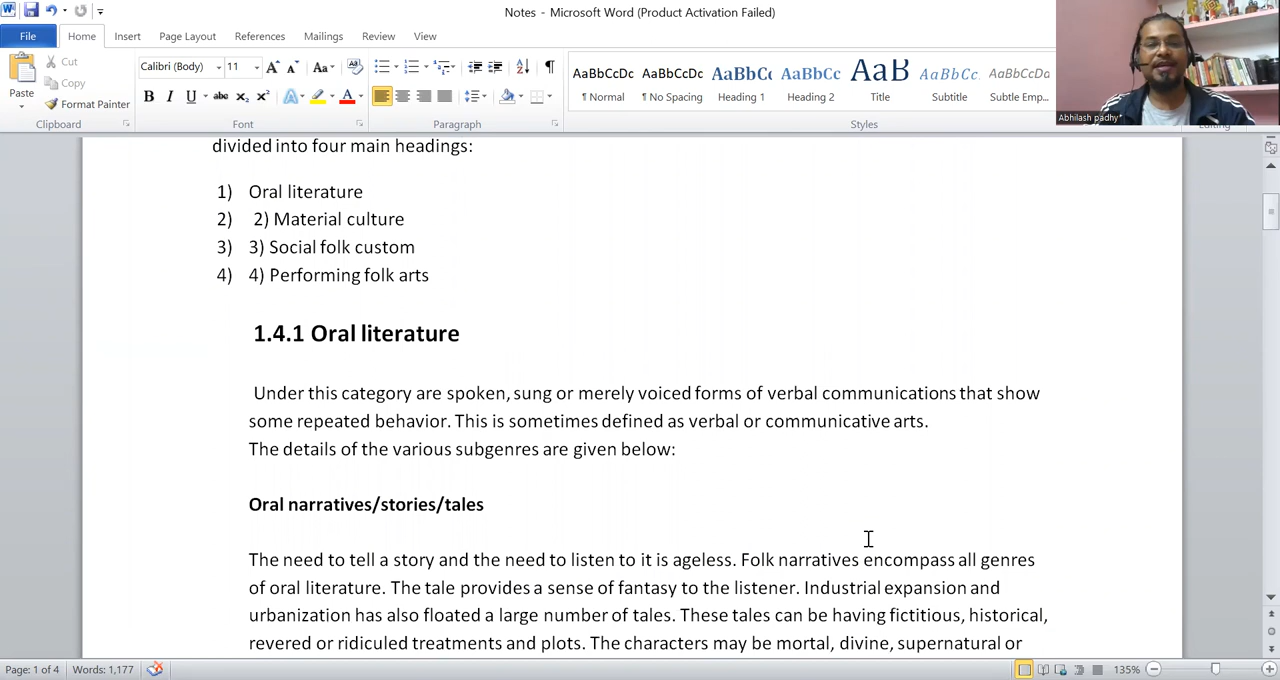 Notes - Microsoft Word (Product Activation Failed)
File Home Insert Page Layout References Mailings Review View
Paste
Cut
Copy
Format Painter
Calibri (Body) 11
AaBbCcDc AaBbCcDc AaBbCc AaBbCc AaB AaBbCc. AaBbCcDc
¶ Normal ¶ No Spacing Heading 1 Heading 2 Title Subtitle Subtle Emp...
Clipboard Font Paragraph Styles Editing
Abhilash padhy*
divided into four main headings:
1) Oral literature
2) 2) Material culture
3) 3) Social folk custom
4) 4) Performing folk arts
1.4.1 Oral literature
Under this category are spoken, sung or merely voiced forms of verbal communications that show
some repeated behavior. This is sometimes defined as verbal or communicative arts.
The details of the various subgenres are given below:
Oral narratives/stories/tales
The need to tell a story and the need to listen to it is ageless. Folk narratives encompass all genres
of oral literature. The tale provides a sense of fantasy to the listener. Industrial expansion and
urbanization has also floated a large number of tales. These tales can be having fictitious, historical,
revered or ridiculed treatments and plots. The characters may be mortal, divine, supernatural or
Page: 1 of 4 Words: 1,177 135%